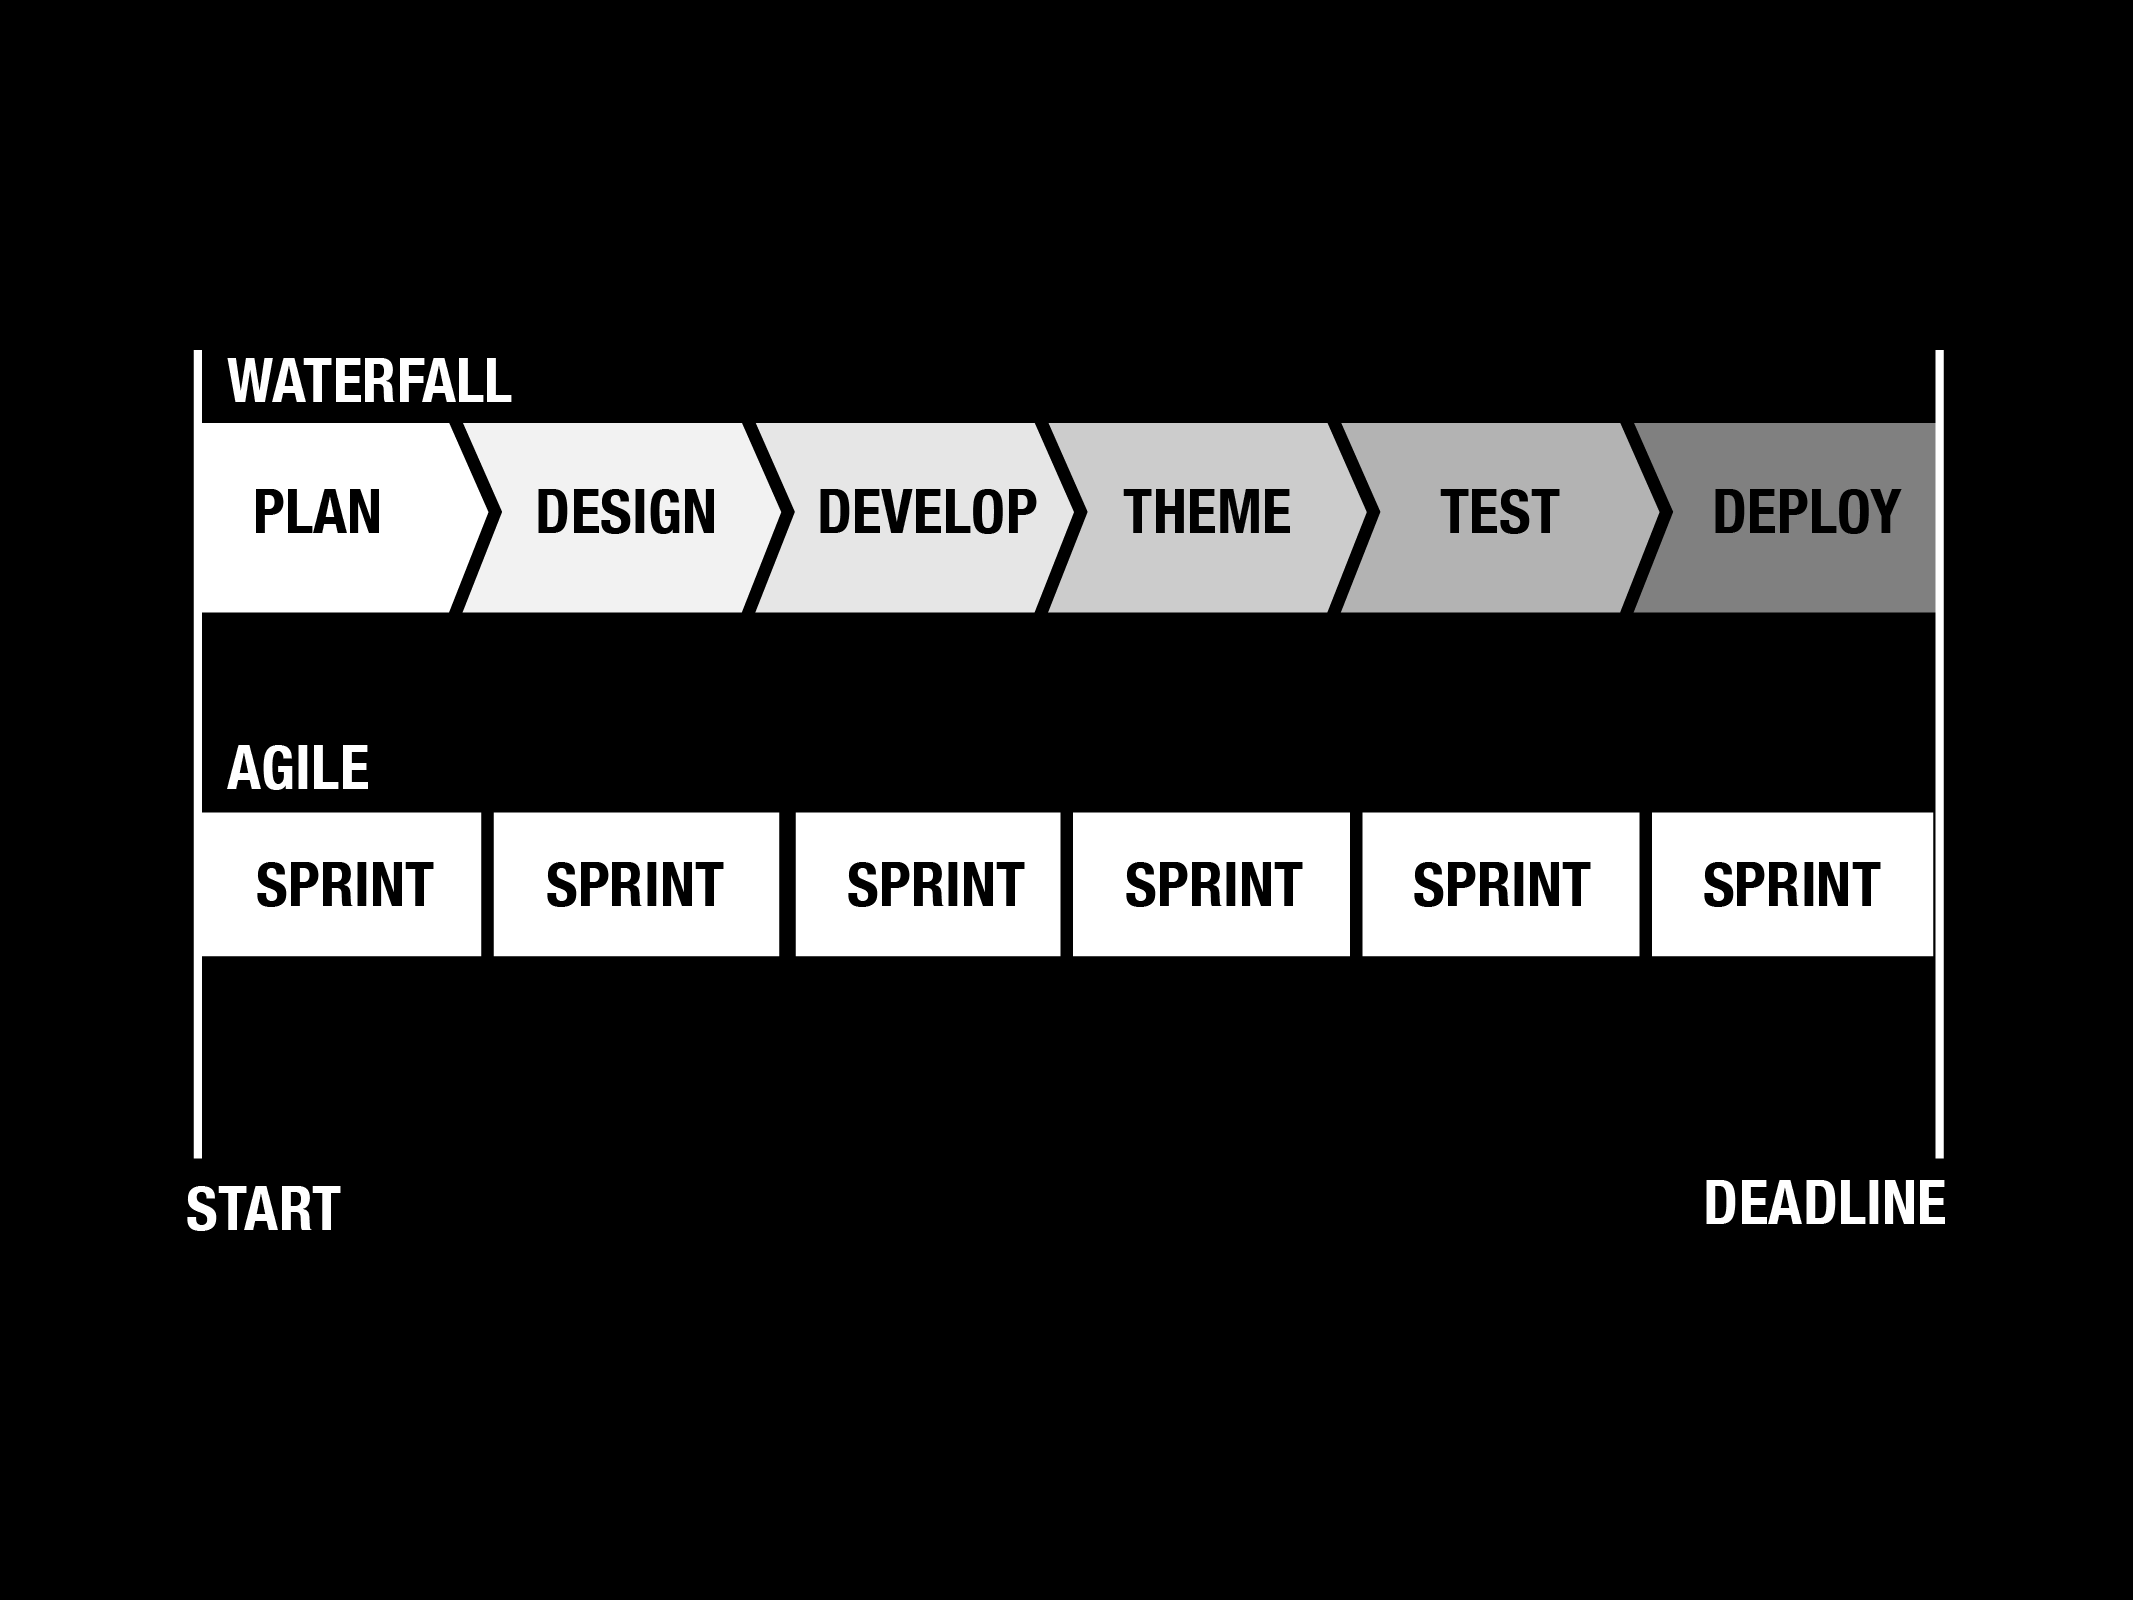 WATERFALL
PLAN DESIGN DEVELOP THEME TEST DEPLOY
AGILE
SPRINT SPRINT SPRINT SPRINT SPRINT SPRINT
START DEADLINE